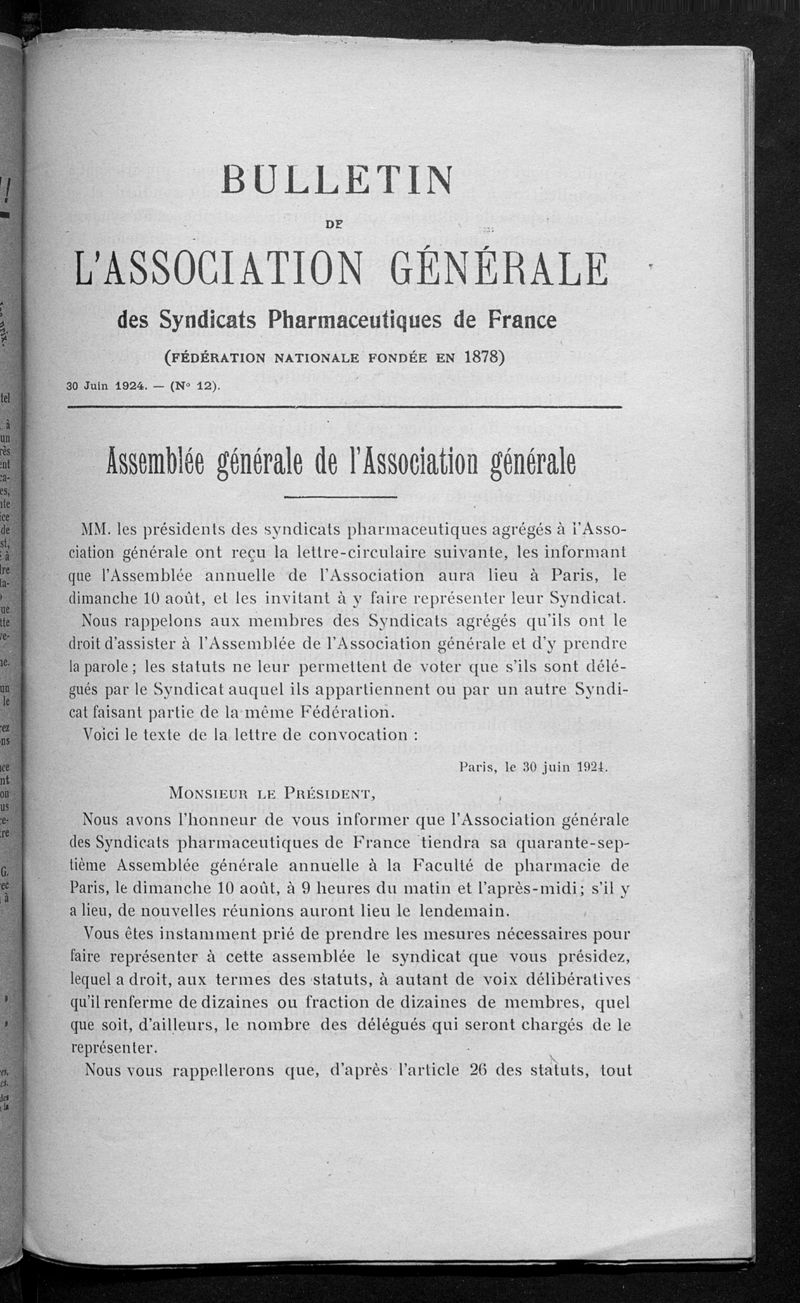 BULLETIN
DE
L'ASSOCIATION GÉNÉRALE
des Syndicats Pharmaceutiques de France
(FÉDÉRATION NATIONALE FONDÉE EN 1878)
30 Juin 1924. — (N° 12).
Assemblée générale de l'Association générale
MM. les présidents des syndicats pharmaceutiques agrégés à l'Asso-
ciation générale ont reçu la lettre-circulaire suivante, les informant
que l'Assemblée annuelle de l'Association aura lieu à Paris, le
dimanche 10 août, et les invitant à y faire représenter leur Syndicat.
Nous rappelons aux membres des Syndicats agrégés qu'ils ont le
droit d'assister à l'Assemblée de l'Association générale et d'y prendre
la parole ; les statuts ne leur permettent de voter que s'ils sont délé-
gués par le Syndicat auquel ils appartiennent ou par un autre Syndi-
cat faisant partie de la même Fédération.
Voici le texte de la lettre de convocation :
Paris, le 30 juin 1924.
MONSIEUR LE PRÉSIDENT,
Nous avons l'honneur de vous informer que l'Association générale
des Syndicats pharmaceutiques de France tiendra sa quarante-sep-
tième Assemblée générale annuelle à la Faculté de pharmacie de
Paris, le dimanche 10 août, à 9 heures du matin et l'après-midi ; s'il y
a lieu, de nouvelles réunions auront lieu le lendemain.
Vous êtes instamment prié de prendre les mesures nécessaires pour
faire représenter à cette assemblée le syndicat que vous présidez,
lequel a droit, aux termes des statuts, à autant de voix délibératives
qu'il renferme de dizaines ou fraction de dizaines de membres, quel
que soit, d'ailleurs, le nombre des délégués qui seront chargés de le
représenter.
Nous vous rappellerons que, d'après l'article 26 des statuts, tout